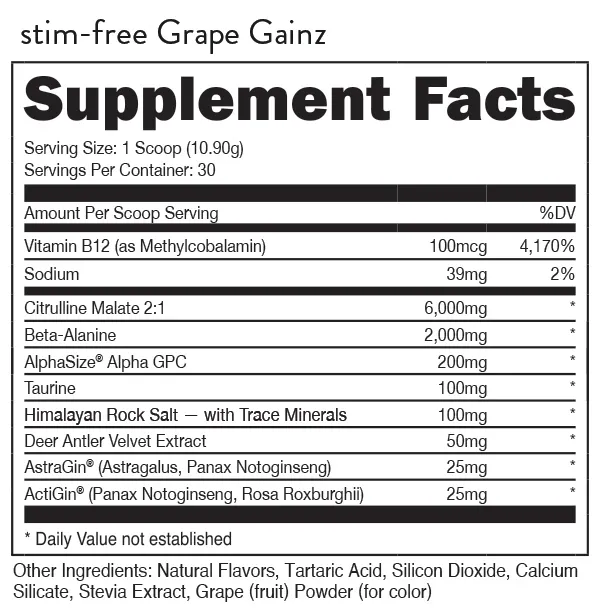 stim-free Grape Gainz
Supplement Facts
Serving Size: 1 Scoop (10.90g)
Servings Per Container: 30
Amount Per Scoop Serving %DV
Vitamin B12 (as Methylcobalamin) 100mcg 4,170%
Sodium 39mg 2%
Citrulline Malate 2:1 6,000mg *
Beta-Alanine 2,000mg *
AlphaSize® Alpha GPC 200mg *
Taurine 100mg *
Himalayan Rock Salt — with Trace Minerals 100mg *
Deer Antler Velvet Extract 50mg *
AstraGin® (Astragalus, Panax Notoginseng) 25mg *
ActiGin® (Panax Notoginseng, Rosa Roxburghii) 25mg *
* Daily Value not established
Other Ingredients: Natural Flavors, Tartaric Acid, Silicon Dioxide, Calcium
Silicate, Stevia Extract, Grape (fruit) Powder (for color)